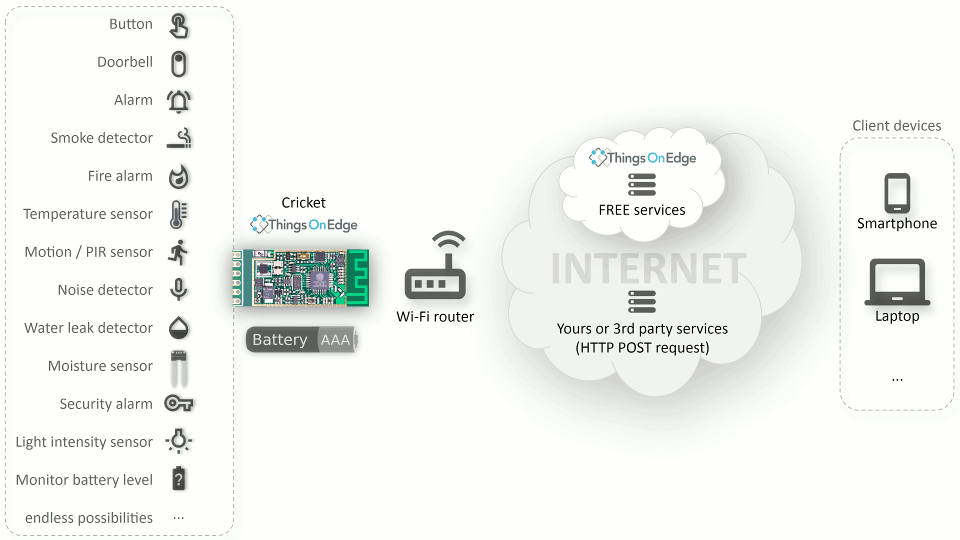 Button
Doorbell
Alarm
Smoke detector
Fire alarm
Temperature sensor
Motion / PIR sensor
Noise detector
Water leak detector
Moisture sensor
Security alarm
Light intensity sensor
Monitor battery level
?
endless possibilities ...
Cricket
ThingsOnEdge
Battery AAA
Wi-Fi router
ThingsOnEdge
FREE services
INTERNET
Yours or 3rd party services
(HTTP POST request)
Client devices
Smartphone
Laptop
...